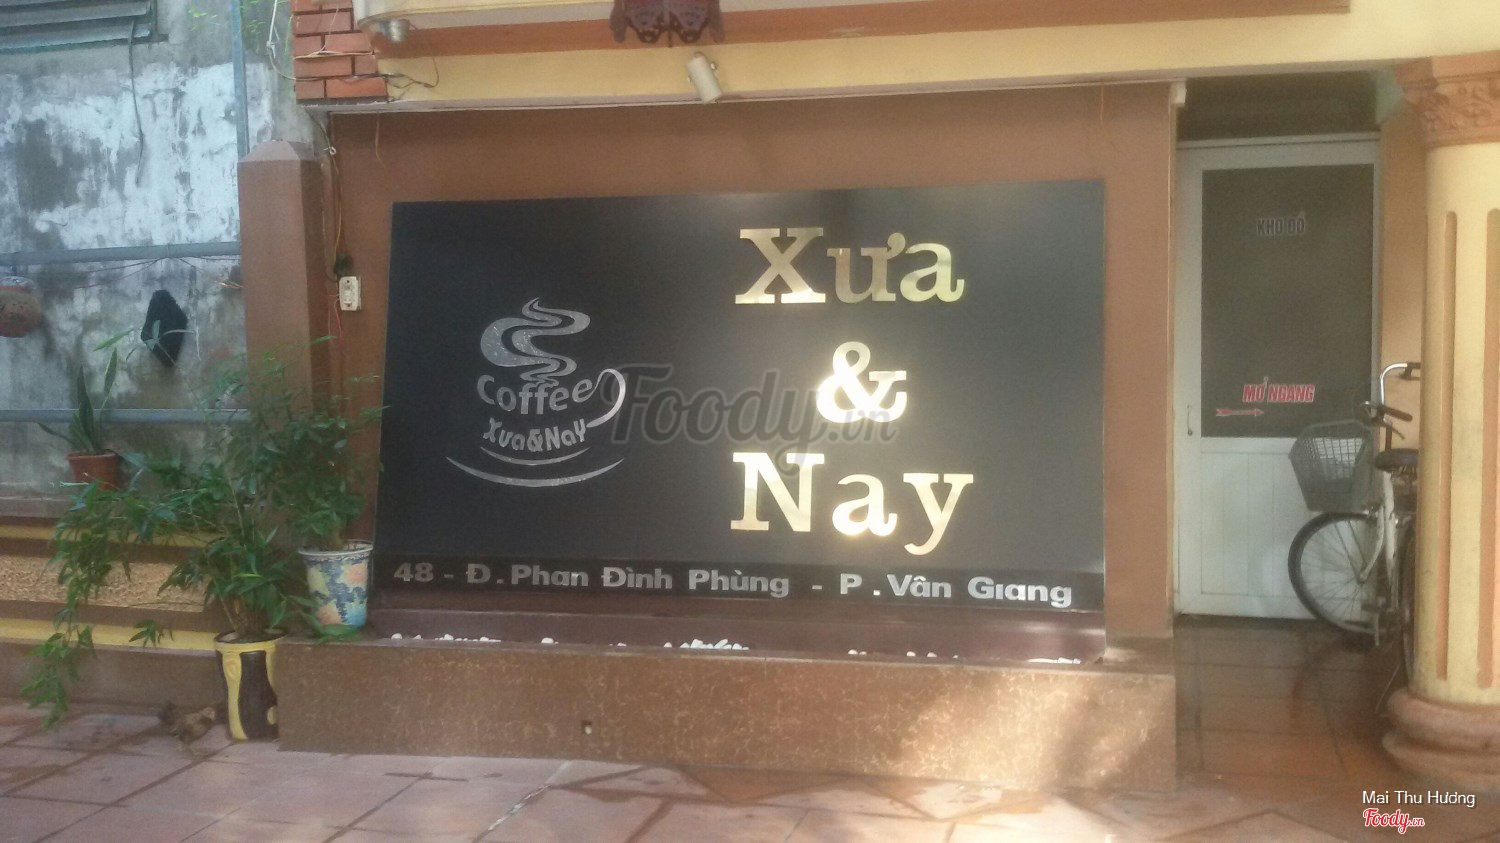 Xưa
&
Nay
Coffee
Xưa&Nay
48 - Đ. Phan Đình Phùng - P. Vân Giang
KHO ĐỒ
MỞ NGANG
Foody.vn
Mai Thu Hương
Foody.vn